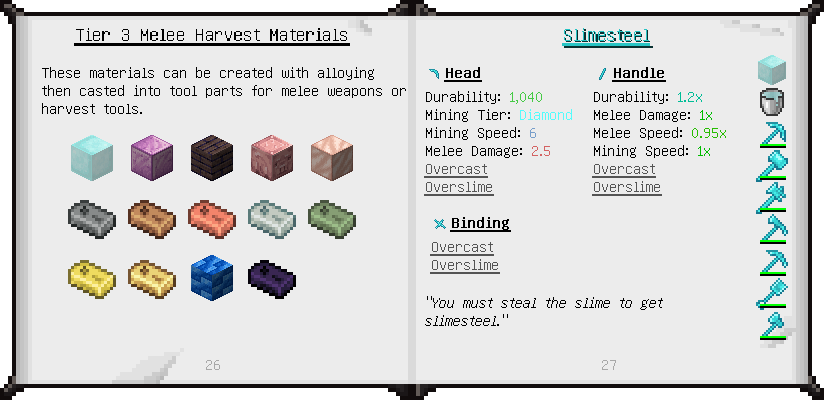 Tier 3 Melee Harvest Materials
These materials can be created with alloying
then casted into tool parts for melee weapons or
harvest tools.
26
Slimesteel
Head
Durability: 1,040
Mining Tier: Diamond
Mining Speed: 6
Melee Damage: 2.5
Overcast
Overslime
Handle
Durability: 1.2x
Melee Damage: 1x
Melee Speed: 0.95x
Mining Speed: 1x
Overcast
Overslime
Binding
Overcast
Overslime
"You must steal the slime to get
slimesteel."
27